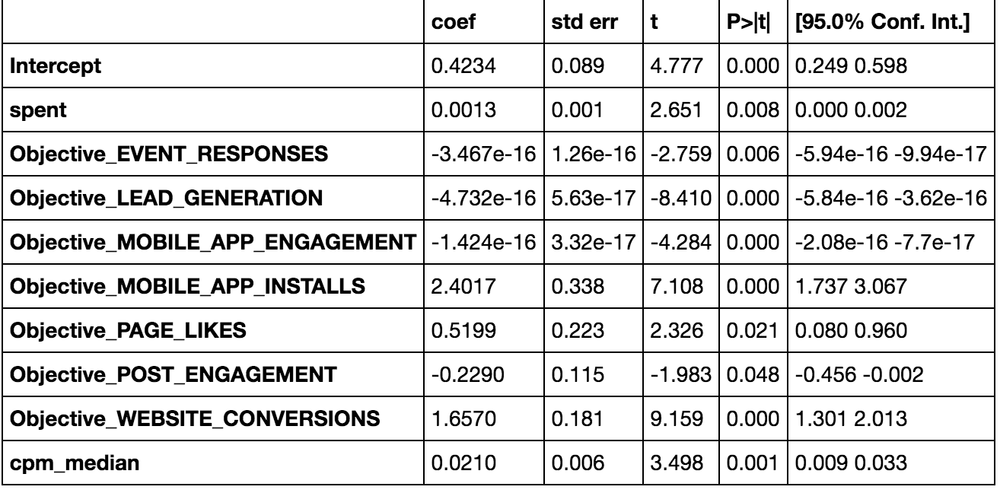 coef std err t P>|t| [95.0% Conf. Int.]
Intercept 0.4234 0.089 4.777 0.000 0.249 0.598
spent 0.0013 0.001 2.651 0.008 0.000 0.002
Objective_EVENT_RESPONSES -3.467e-16 1.26e-16 -2.759 0.006 -5.94e-16 -9.94e-17
Objective_LEAD_GENERATION -4.732e-16 5.63e-17 -8.410 0.000 -5.84e-16 -3.62e-16
Objective_MOBILE_APP_ENGAGEMENT -1.424e-16 3.32e-17 -4.284 0.000 -2.08e-16 -7.7e-17
Objective_MOBILE_APP_INSTALLS 2.4017 0.338 7.108 0.000 1.737 3.067
Objective_PAGE_LIKES 0.5199 0.223 2.326 0.021 0.080 0.960
Objective_POST_ENGAGEMENT -0.2290 0.115 -1.983 0.048 -0.456 -0.002
Objective_WEBSITE_CONVERSIONS 1.6570 0.181 9.159 0.000 1.301 2.013
cpm_median 0.0210 0.006 3.498 0.001 0.009 0.033